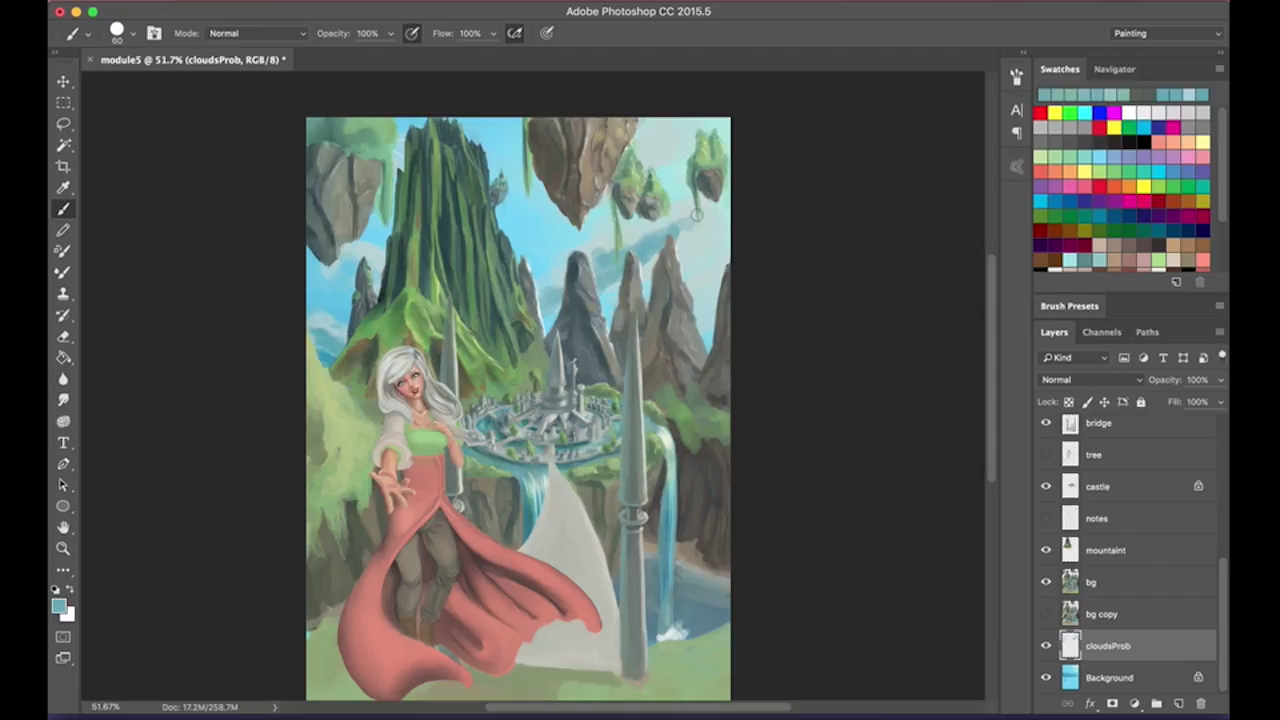 Adobe Photoshop CC 2015.5
60
Mode: Normal
Opacity: 100%
Flow: 100%
Painting
× module5 @ 51.7% (cloudsProb, RGB/8) *
Swatches
Navigator
Brush Presets
Layers
Channels
Paths
Kind
Normal
Opacity: 100%
Lock:
Fill: 100%
bridge
tree
castle
notes
mountaint
bg
bg copy
cloudsProb
Background
fx
51.67%
Doc: 17.2M/258.7M